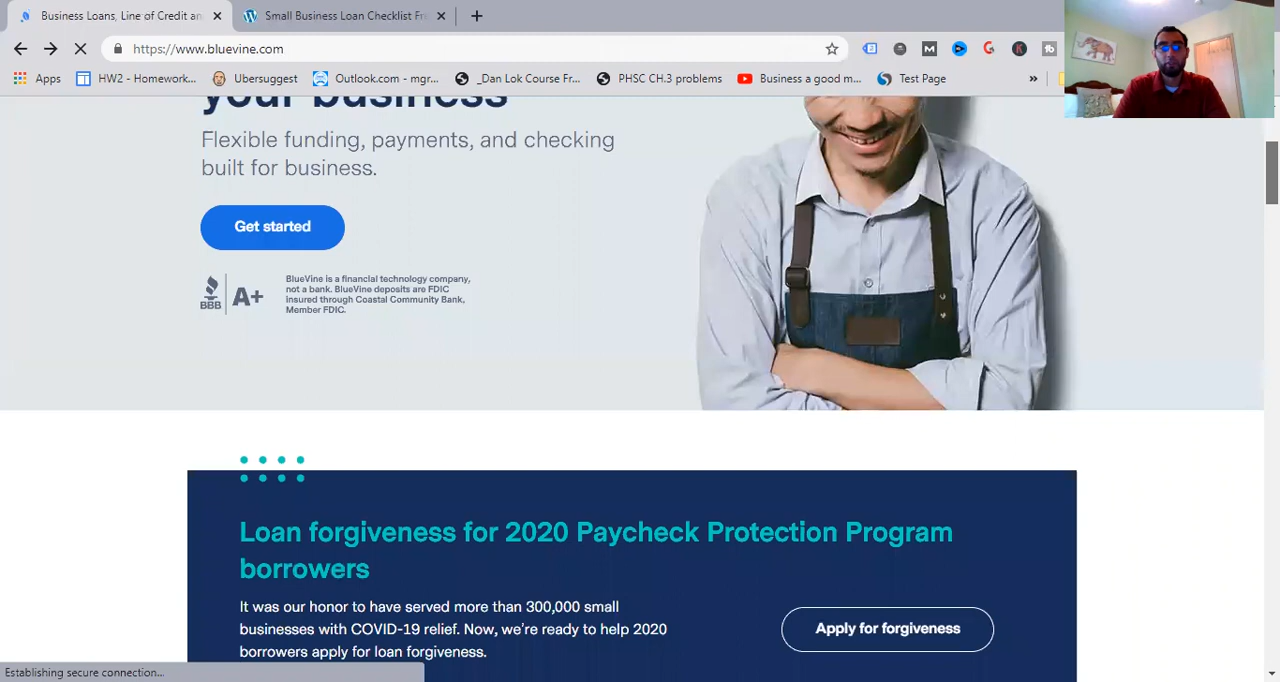 Business Loans, Line of Credit an
Small Business Loan Checklist Fre
https://www.bluevine.com
Apps
HW2 - Homework...
Ubersuggest
Outlook.com - mgr...
_Dan Lok Course Fr...
PHSC CH.3 problems
Business a good m...
Test Page
your business
Flexible funding, payments, and checking
built for business.
Get started
BBB
A+
BlueVine is a financial technology company,
not a bank. BlueVine deposits are FDIC
insured through Coastal Community Bank,
Member FDIC.
Loan forgiveness for 2020 Paycheck Protection Program
borrowers
It was our honor to have served more than 300,000 small
businesses with COVID-19 relief. Now, we're ready to help 2020
borrowers apply for loan forgiveness.
Apply for forgiveness
Establishing secure connection...